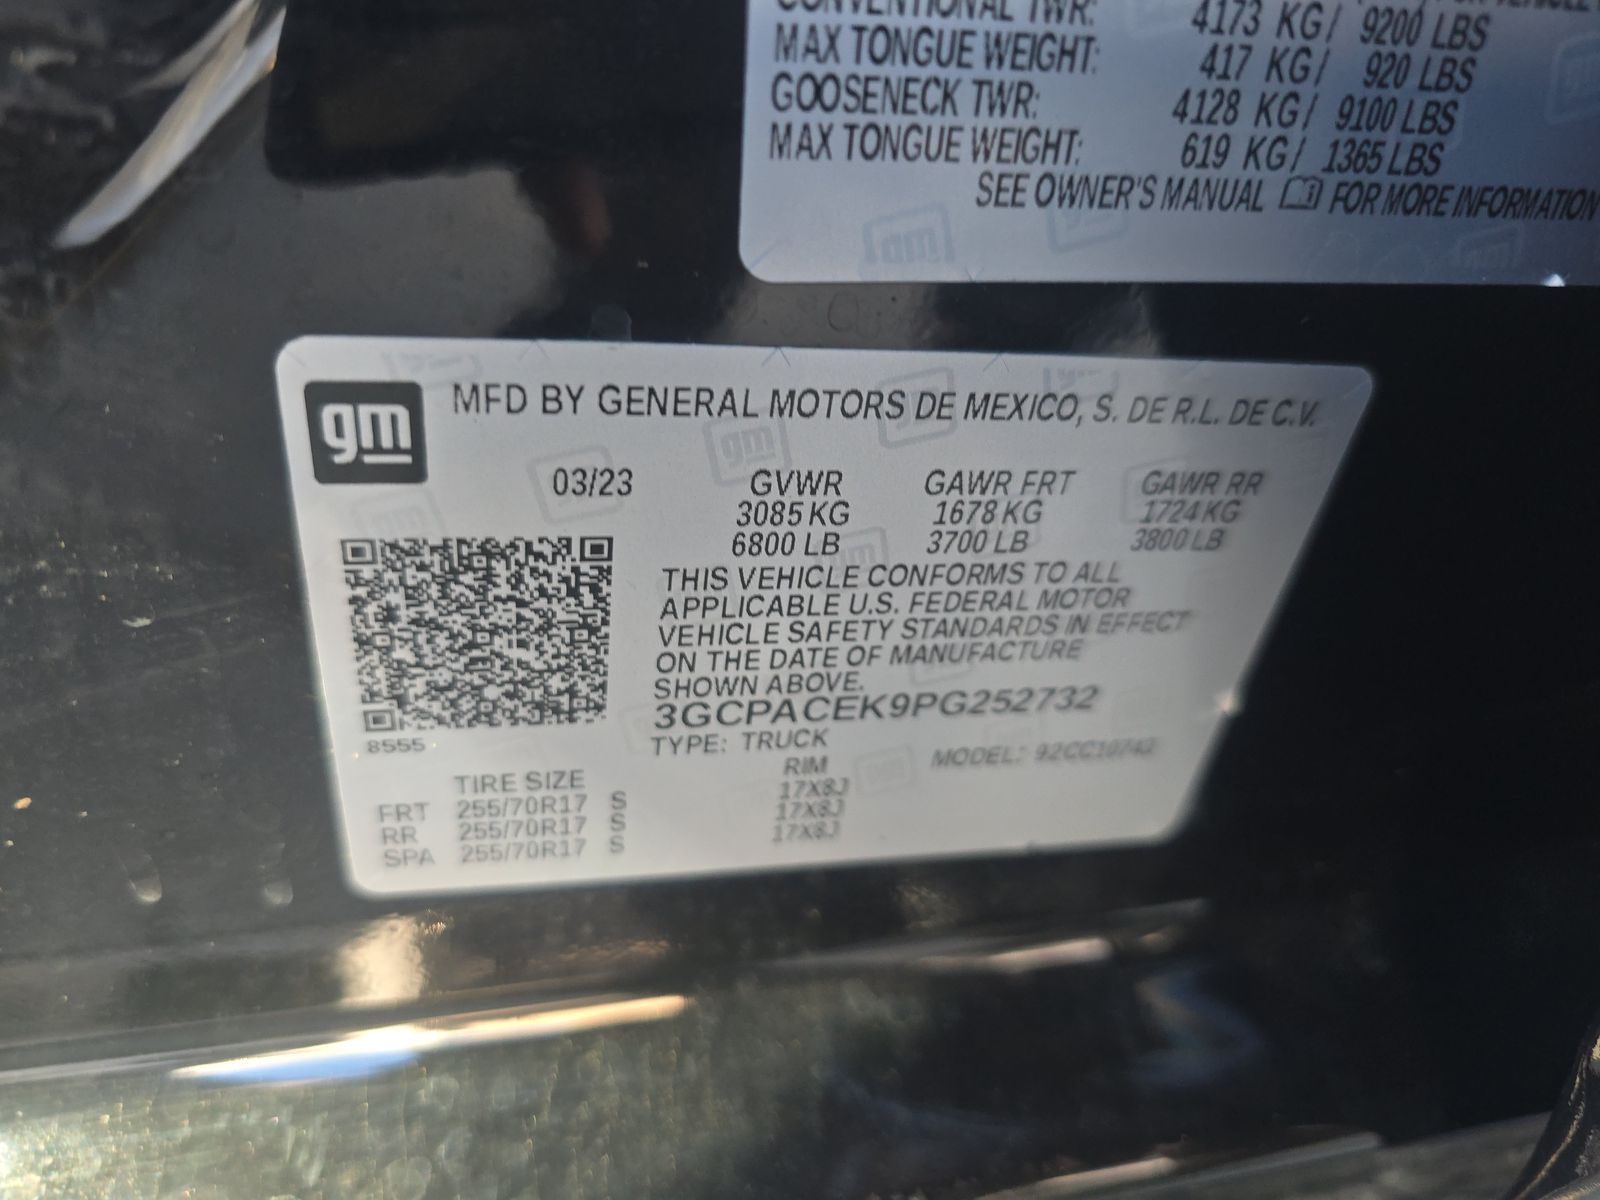 CONVENTIONAL TWR: 4173 KG/ 9200 LBS
MAX TONGUE WEIGHT: 417 KG/ 920 LBS
GOOSENECK TWR: 4128 KG/ 9100 LBS
MAX TONGUE WEIGHT: 619 KG/ 1365 LBS
SEE OWNER'S MANUAL FOR MORE INFORMATION
gm MFD BY GENERAL MOTORS DE MEXICO, S. DE R.L. DE C.V.
03/23 GVWR GAWR FRT GAWR RR
3085 KG 1678 KG 1724 KG
6800 LB 3700 LB 3800 LB
THIS VEHICLE CONFORMS TO ALL
APPLICABLE U.S. FEDERAL MOTOR
VEHICLE SAFETY STANDARDS IN EFFECT
ON THE DATE OF MANUFACTURE
SHOWN ABOVE.
3GCPACEK9PG252732
8555 TYPE: TRUCK MODEL:
TIRE SIZE RIM
FRT 255/70R17 S 17X8J
RR 255/70R17 S 17X8J
SPA 255/70R17 S 17X8J